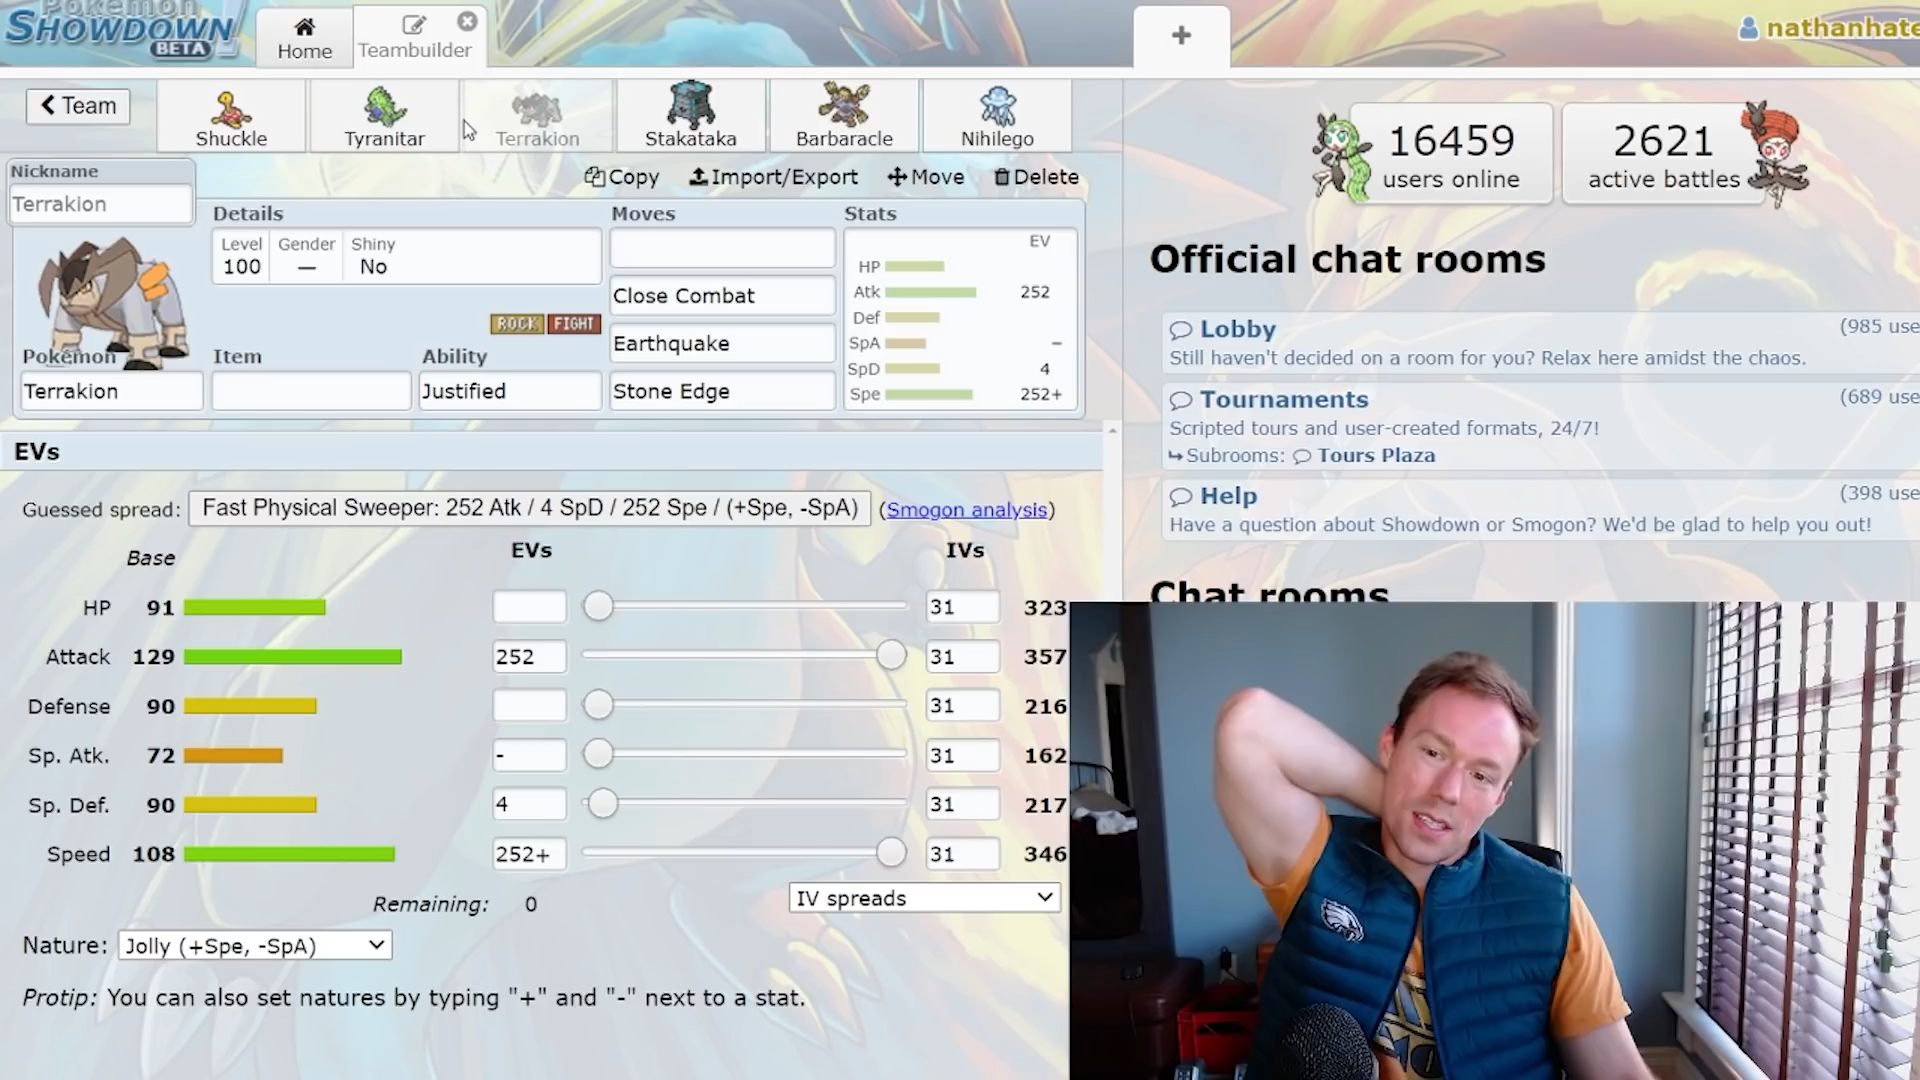 Pokémon
SHOWDOWN
BETA
Home
Teambuilder
+
nathanhate
Team
Shuckle
Tyranitar
Terrakion
Stakataka
Barbaracle
Nihilego
Copy
Import/Export
Move
Delete
Nickname
Terrakion
Details
Level
100
Gender
—
Shiny
No
ROCK FIGHT
Pokémon
Terrakion
Item
Ability
Justified
Moves
Close Combat
Earthquake
Stone Edge
Stats
EV
HP
Atk 252
Def
SpA –
SpD 4
Spe 252+
EVs
Guessed spread: Fast Physical Sweeper: 252 Atk / 4 SpD / 252 Spe / (+Spe, -SpA) (Smogon analysis)
Base EVs IVs
HP 91 31 323
Attack 129 252 31 357
Defense 90 31 216
Sp. Atk. 72 - 31 162
Sp. Def. 90 4 31 217
Speed 108 252+ 31 346
Remaining: 0
IV spreads
Nature: Jolly (+Spe, -SpA)
Protip: You can also set natures by typing "+" and "-" next to a stat.
16459
users online
2621
active battles
Official chat rooms
Lobby (985 use
Still haven't decided on a room for you? Relax here amidst the chaos.
Tournaments (689 use
Scripted tours and user-created formats, 24/7!
Subrooms: Tours Plaza
Help (398 use
Have a question about Showdown or Smogon? We'd be glad to help you out!
Chat rooms